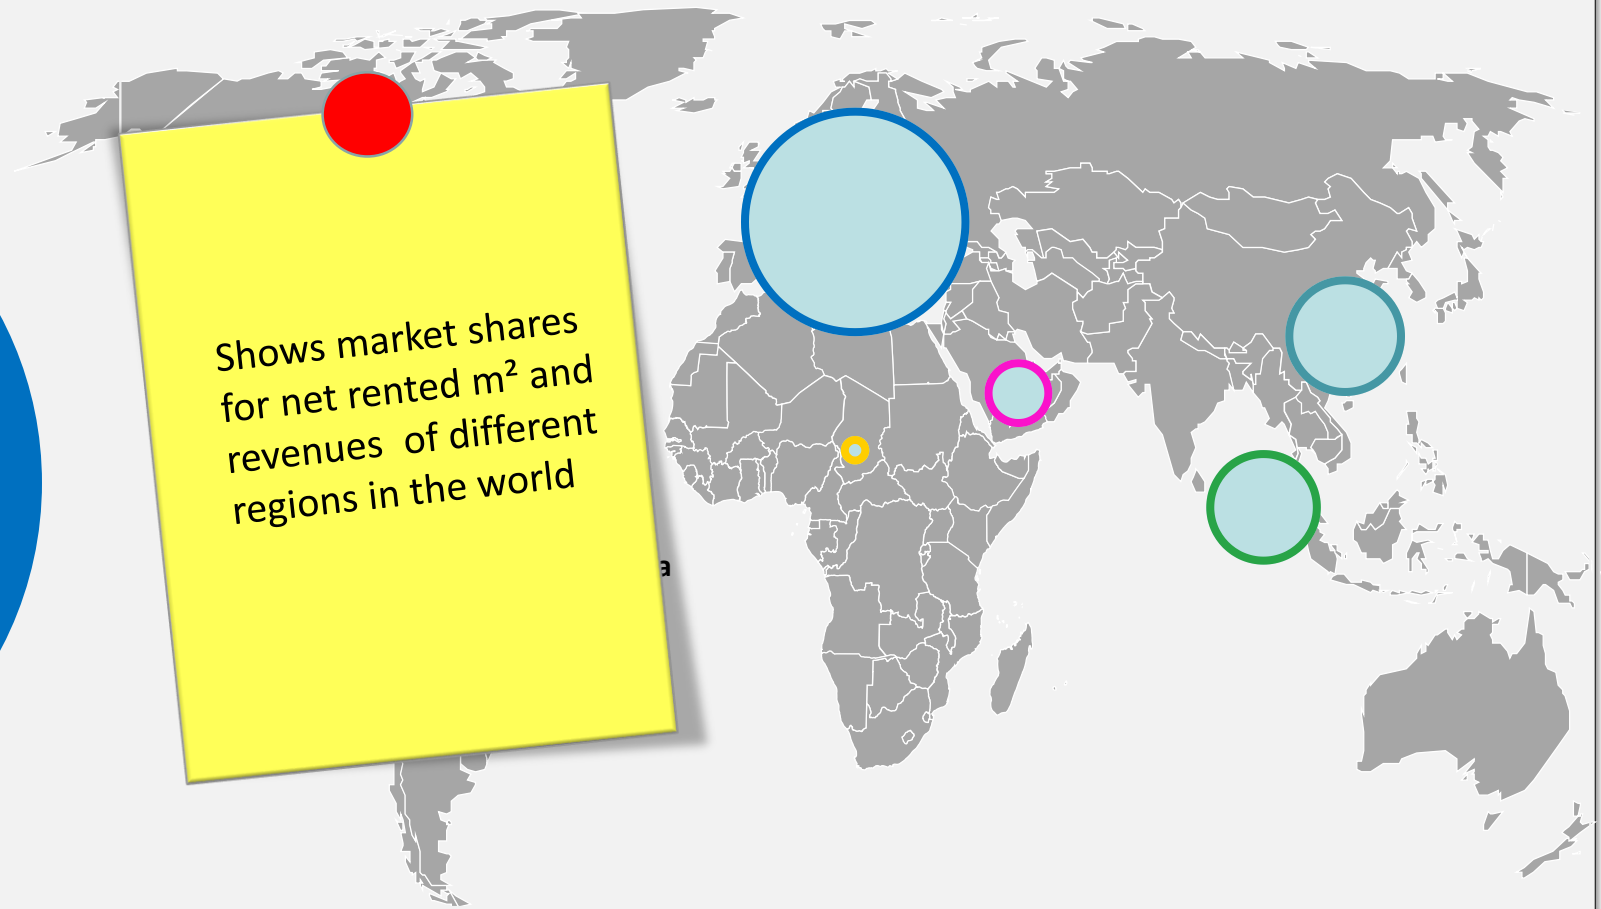 Shows market shares
for net rented m² and
revenues of different
regions in the world
a